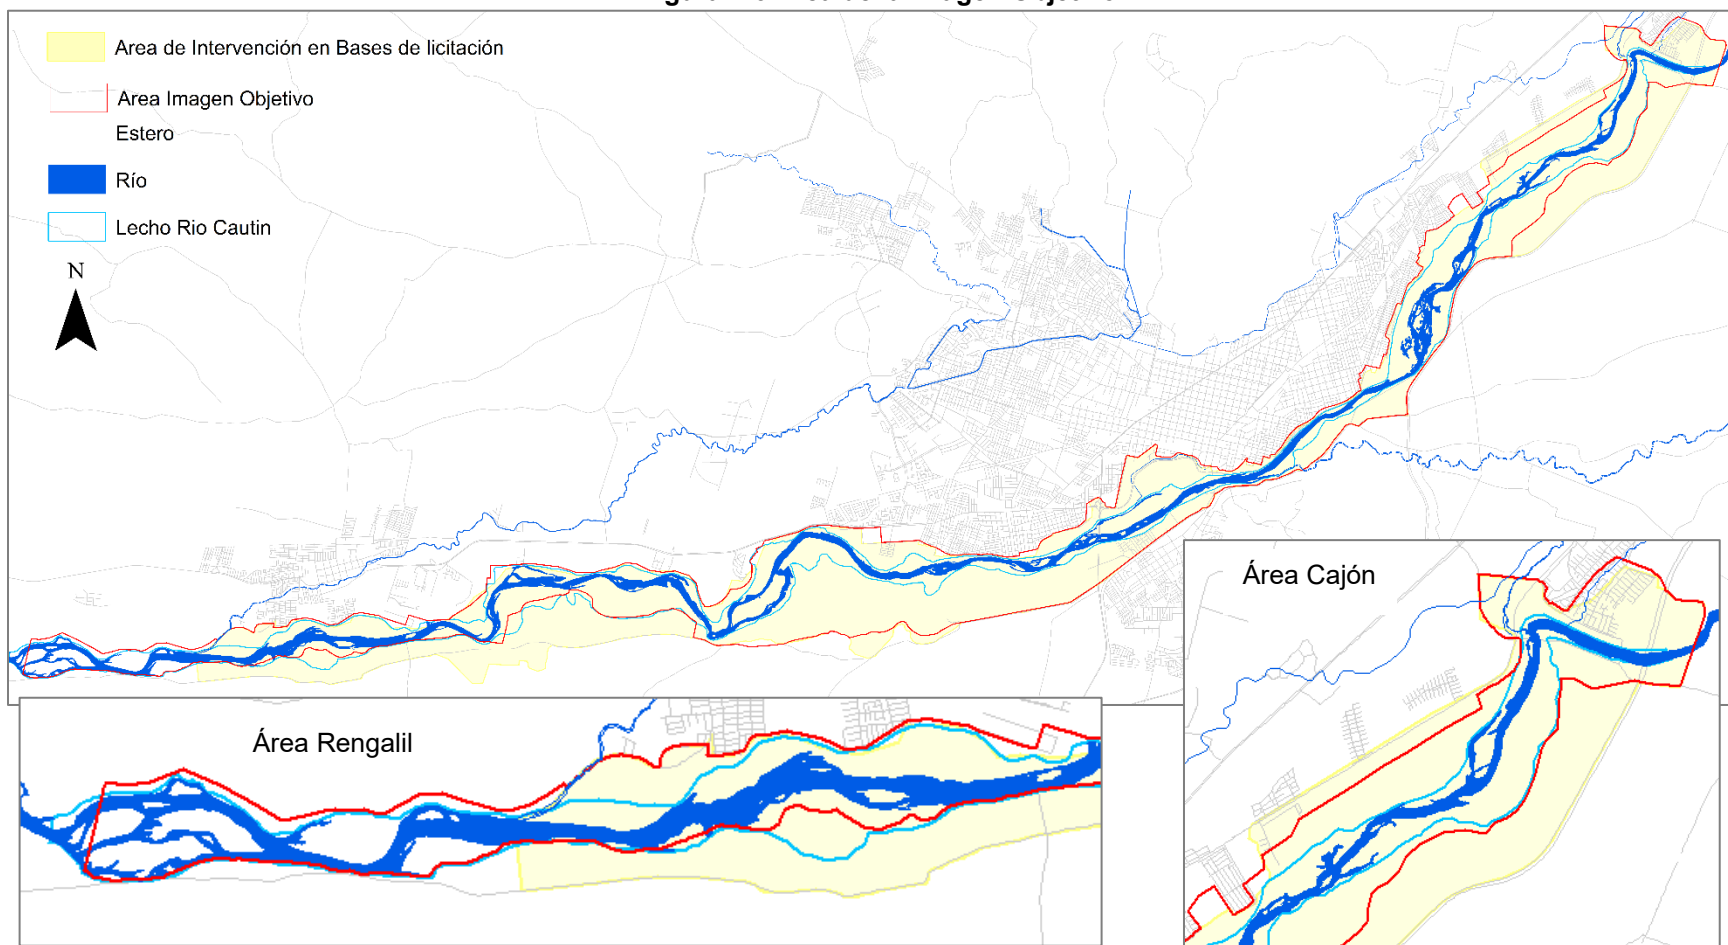 Area de Intervención en Bases de licitación
Area Imagen Objetivo
Estero
Río
Lecho Rio Cautin
N
Área Cajón
Área Rengalil